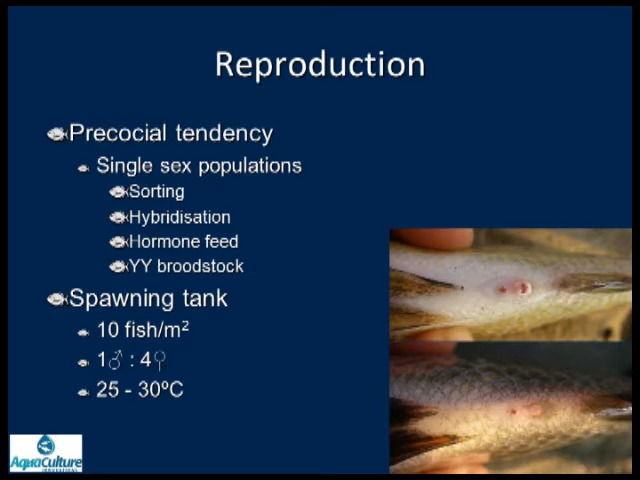 Reproduction
Precocial tendency
Single sex populations
Sorting
Hybridisation
Hormone feed
YY broodstock
Spawning tank
10 fish/m²
1♂ : 4♀
25 - 30ºC
AquaCulture